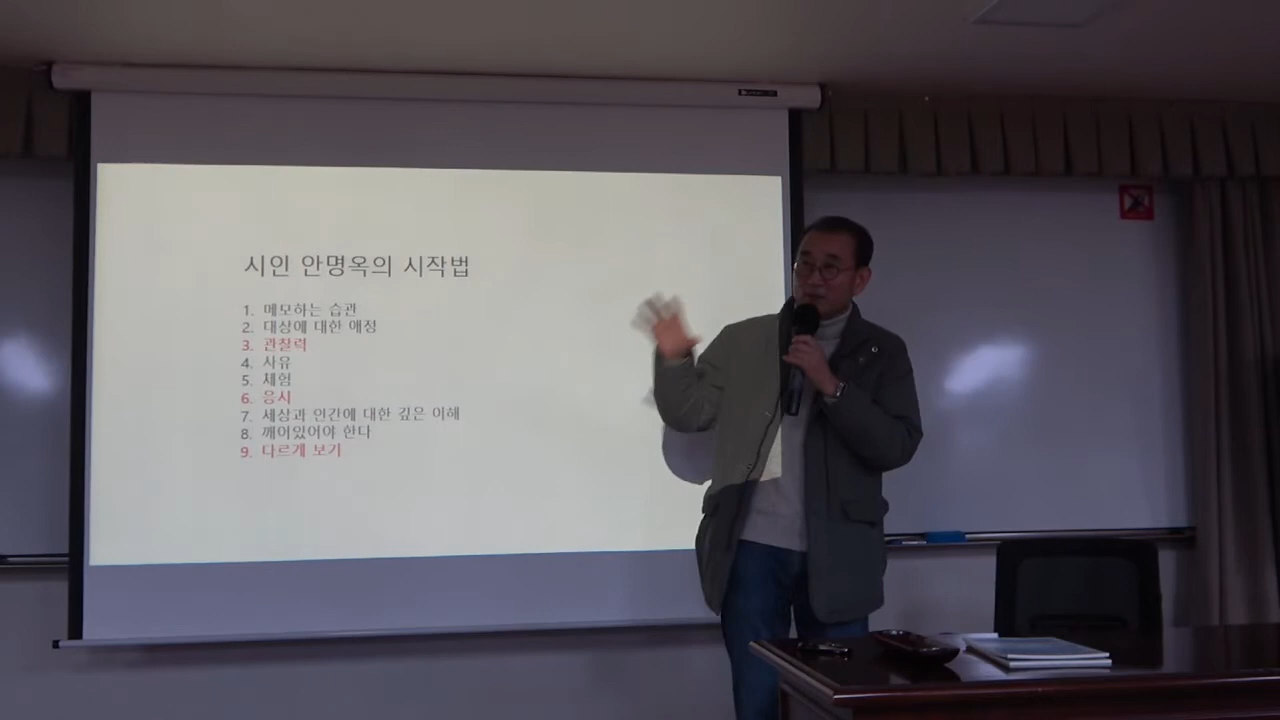 시인 안명옥의 시작법
1. 메모하는 습관
2. 대상에 대한 애정
3. 관찰력
4. 사유
5. 체험
6. 응시
7. 세상과 인간에 대한 깊은 이해
8. 깨어있어야 한다
9. 다르게 보기